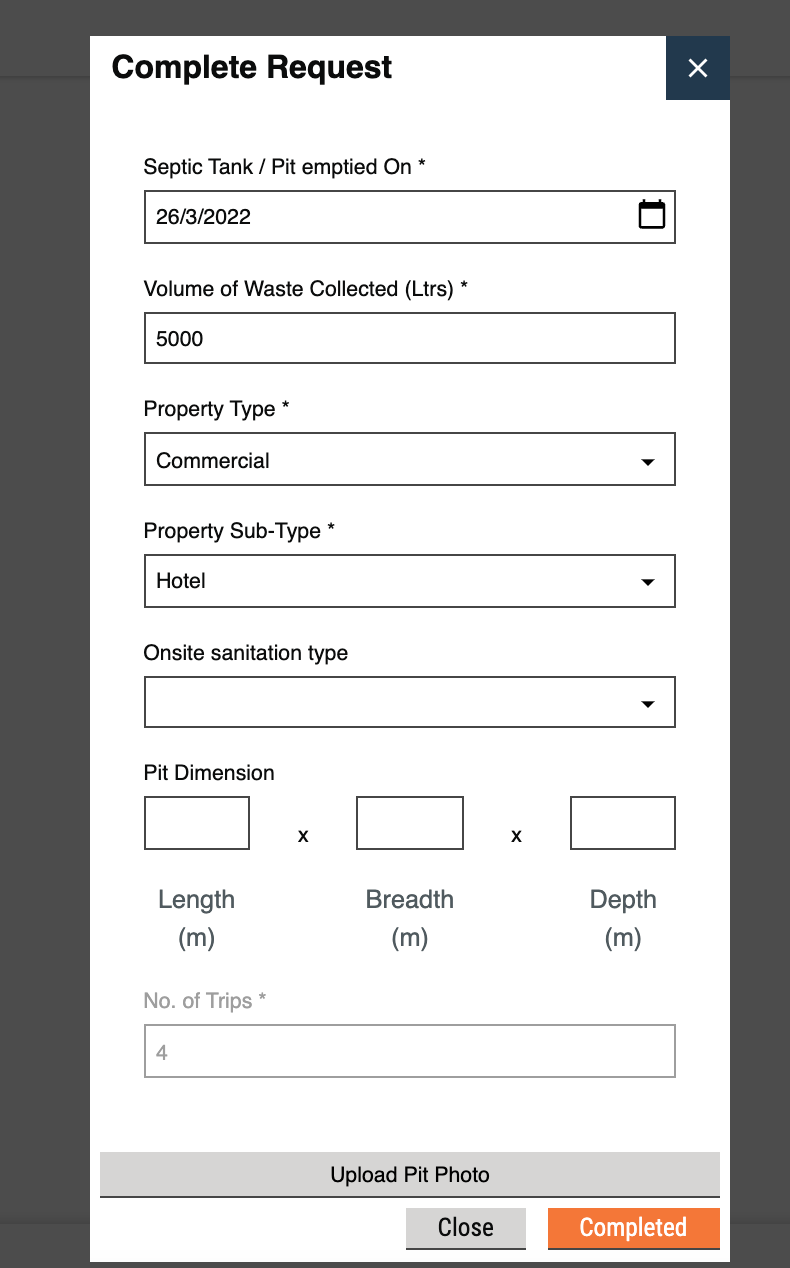 Complete Request
Septic Tank / Pit emptied On *
26/3/2022
Volume of Waste Collected (Ltrs) *
5000
Property Type *
Commercial
Property Sub-Type *
Hotel
Onsite sanitation type
Pit Dimension
x x
Length Breadth Depth
(m) (m) (m)
No. of Trips *
4
Upload Pit Photo
Close Completed